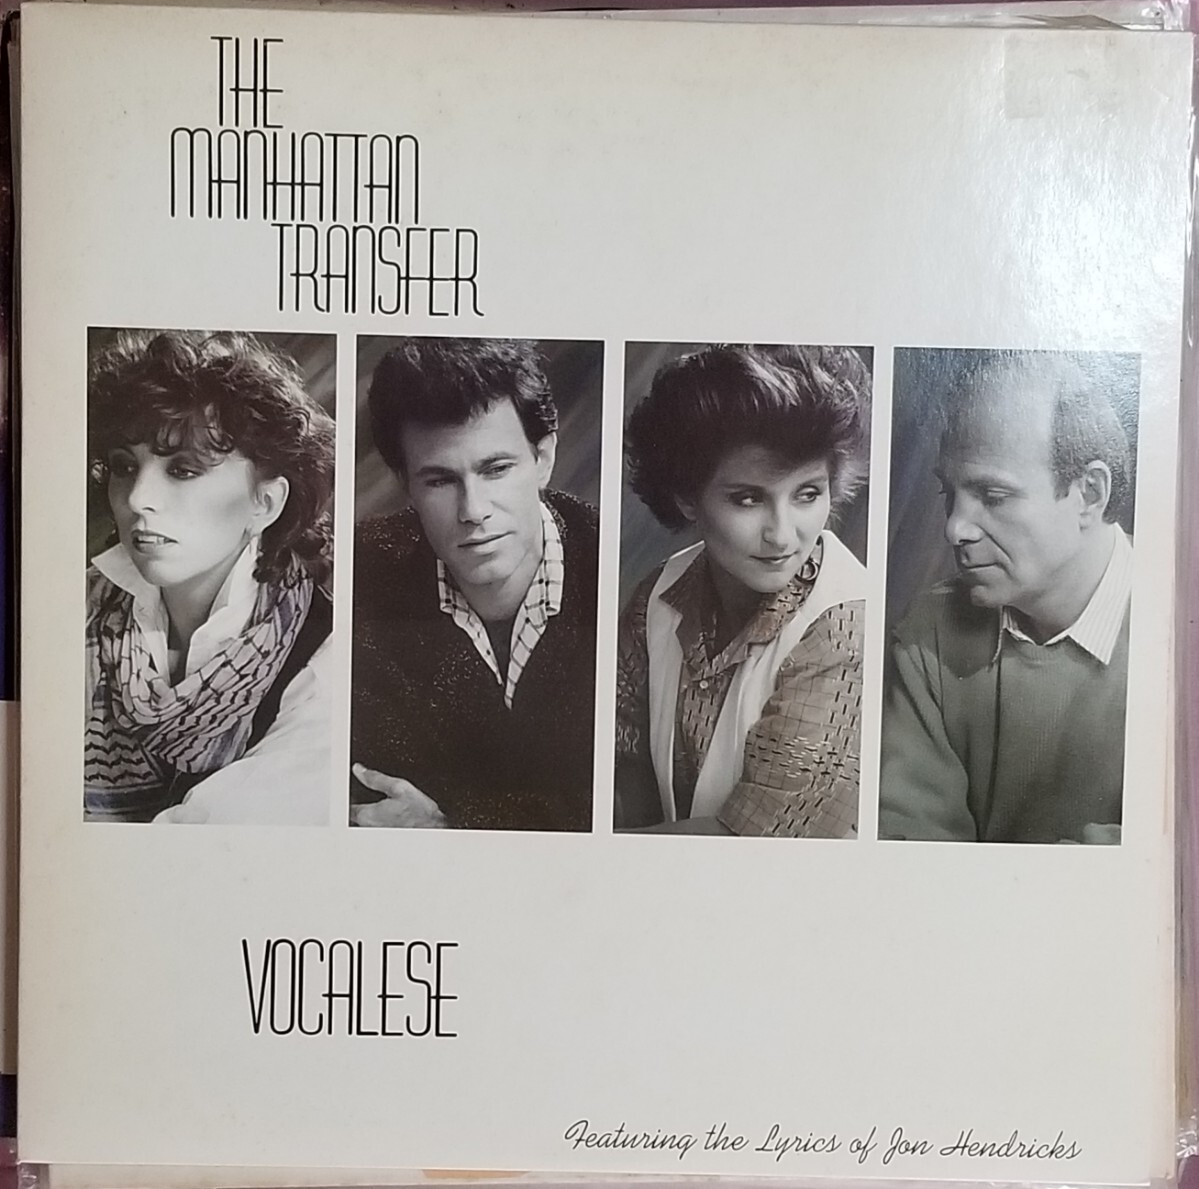 THE
MANHATTAN
TRANSFER
VOCALESE
Featuring the Lyrics of Jon Hendricks